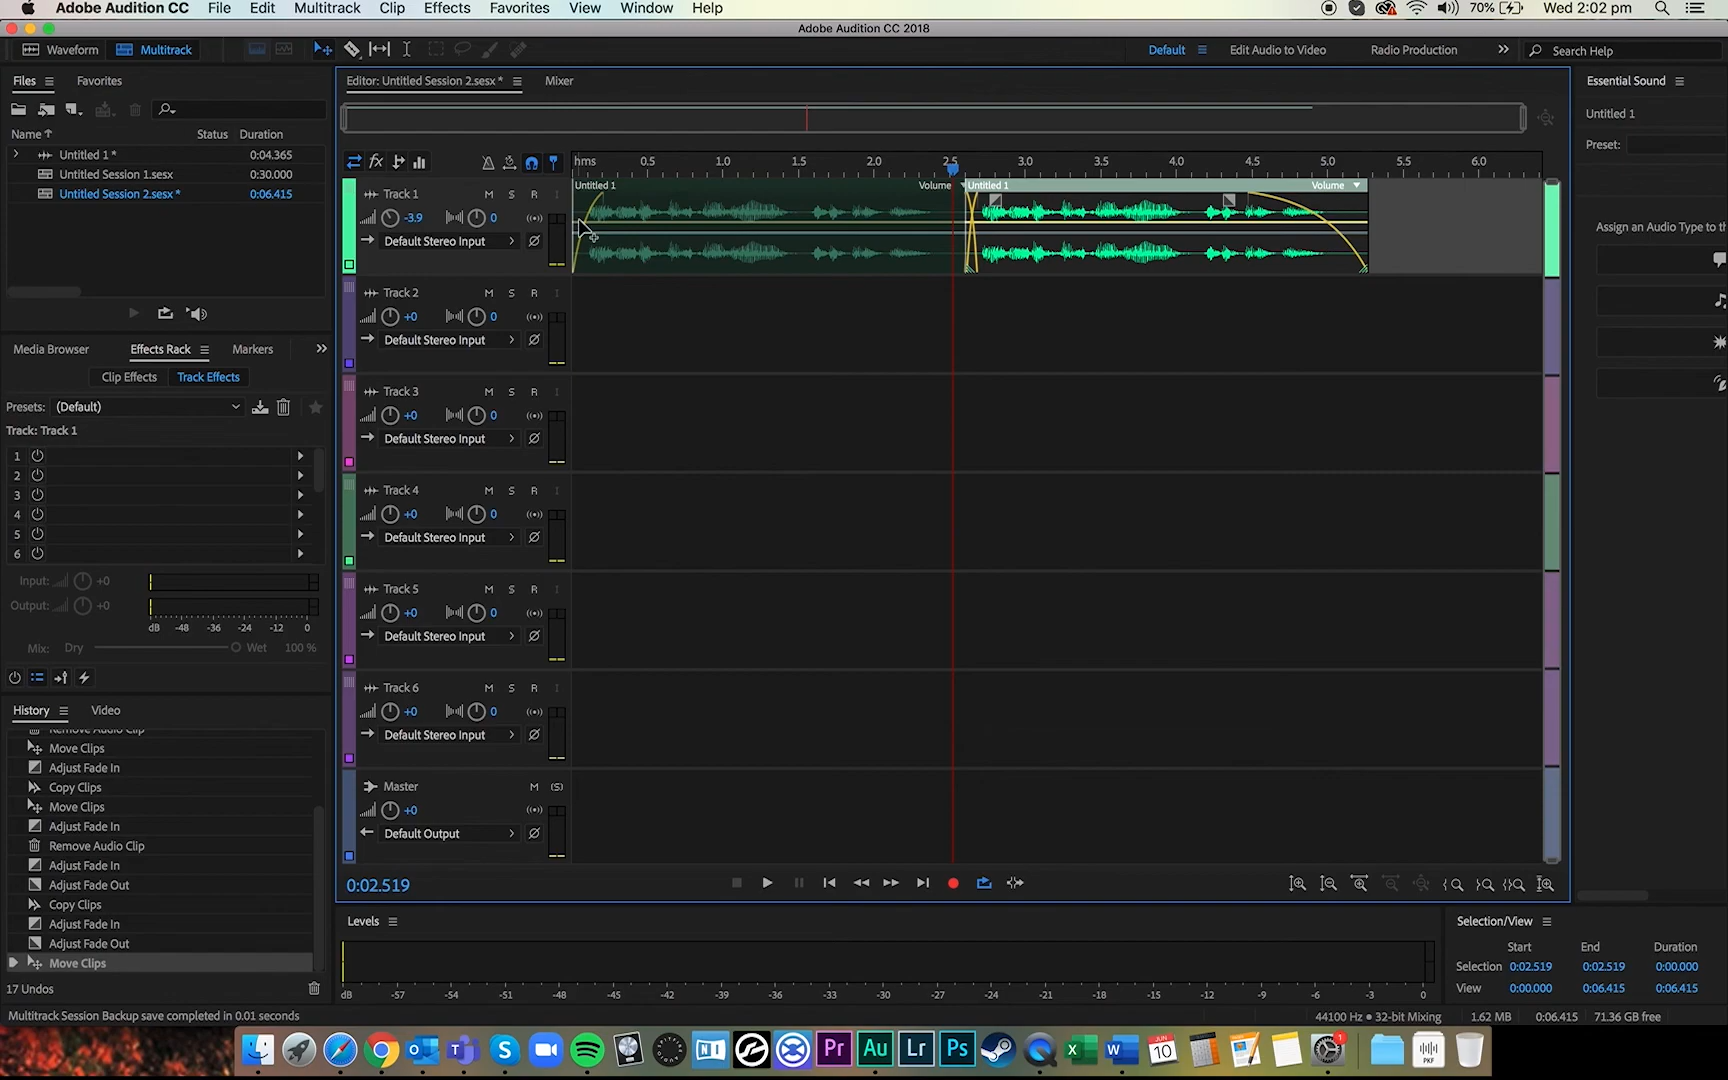 Adobe Audition CC File Edit Multitrack Clip Effects Favorites View Window Help 70% Wed 2:02 pm
Adobe Audition CC 2018
Waveform Multitrack Default Edit Audio to Video Radio Production Search Help
Files Favorites
Name Status Duration
Untitled 1 * 0:04.365
Untitled Session 1.sesx 0:30.000
Untitled Session 2.sesx * 0:06.415
Media Browser Effects Rack Markers
Clip Effects Track Effects
Presets: (Default)
Track: Track 1
1
2
3
4
5
6
Input: +0
Output: +0
dB -48 -36 -24 -12 0
Mix: Dry Wet 100 %
History Video
Remove Audio Clip
Move Clips
Adjust Fade In
Copy Clips
Move Clips
Adjust Fade In
Remove Audio Clip
Adjust Fade In
Adjust Fade Out
Copy Clips
Adjust Fade In
Adjust Fade Out
Move Clips
17 Undos
Editor: Untitled Session 2.sesx * Mixer
fx hms 0.5 1.0 1.5 2.0 2.5 3.0 3.5 4.0 4.5 5.0 5.5 6.0
Untitled 1 Volume Untitled 1 Volume
Track 1
-3.9 0
Default Stereo Input
Track 2 M S R I
+0 0
Default Stereo Input
Track 3 M S R I
+0 0
Default Stereo Input
Track 4 M S R I
+0 0
Default Stereo Input
Track 5 M S R I
+0 0
Default Stereo Input
Track 6 M S R I
+0 0
Default Stereo Input
Master M (S)
+0
Default Output
0:02.519
Levels
dB -57 -54 -51 -48 -45 -42 -39 -36 -33 -30 -27 -24 -21 -18 -15 -12 -9 -6 -3 0
Essential Sound
Untitled 1
Preset:
Assign an Audio Type to th
Selection/View
Start End Duration
Selection 0:02.519 0:02.519 0:00.000
View 0:00.000 0:06.415 0:06.415
Multitrack Session Backup save completed in 0.01 seconds 44100 Hz • 32-bit Mixing 1.62 MB 0:06.415 71.36 GB free
Pr Au Lr Ps
JUN
10
1
PKF